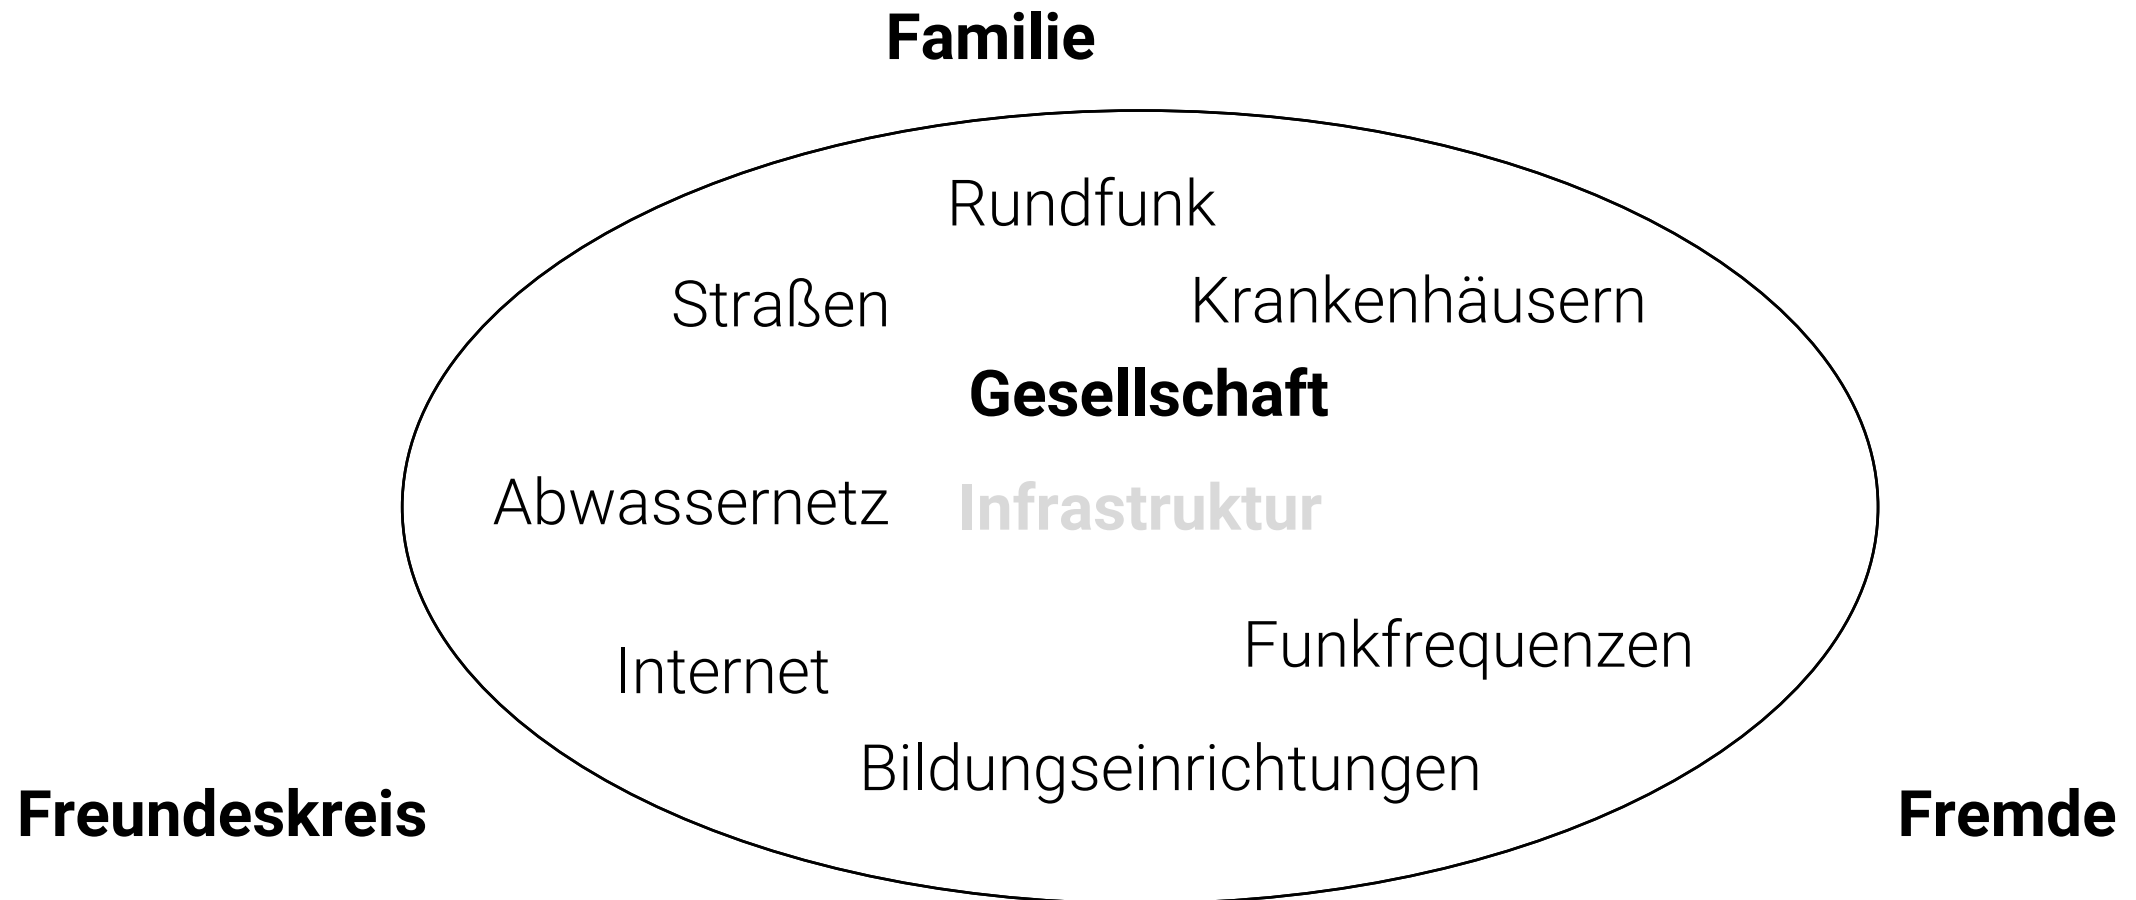 Familie
Rundfunk
Straßen
Krankenhäusern
Gesellschaft
Abwassernetz
Infrastruktur
Internet
Funkfrequenzen
Bildungseinrichtungen
Freundeskreis
Fremde